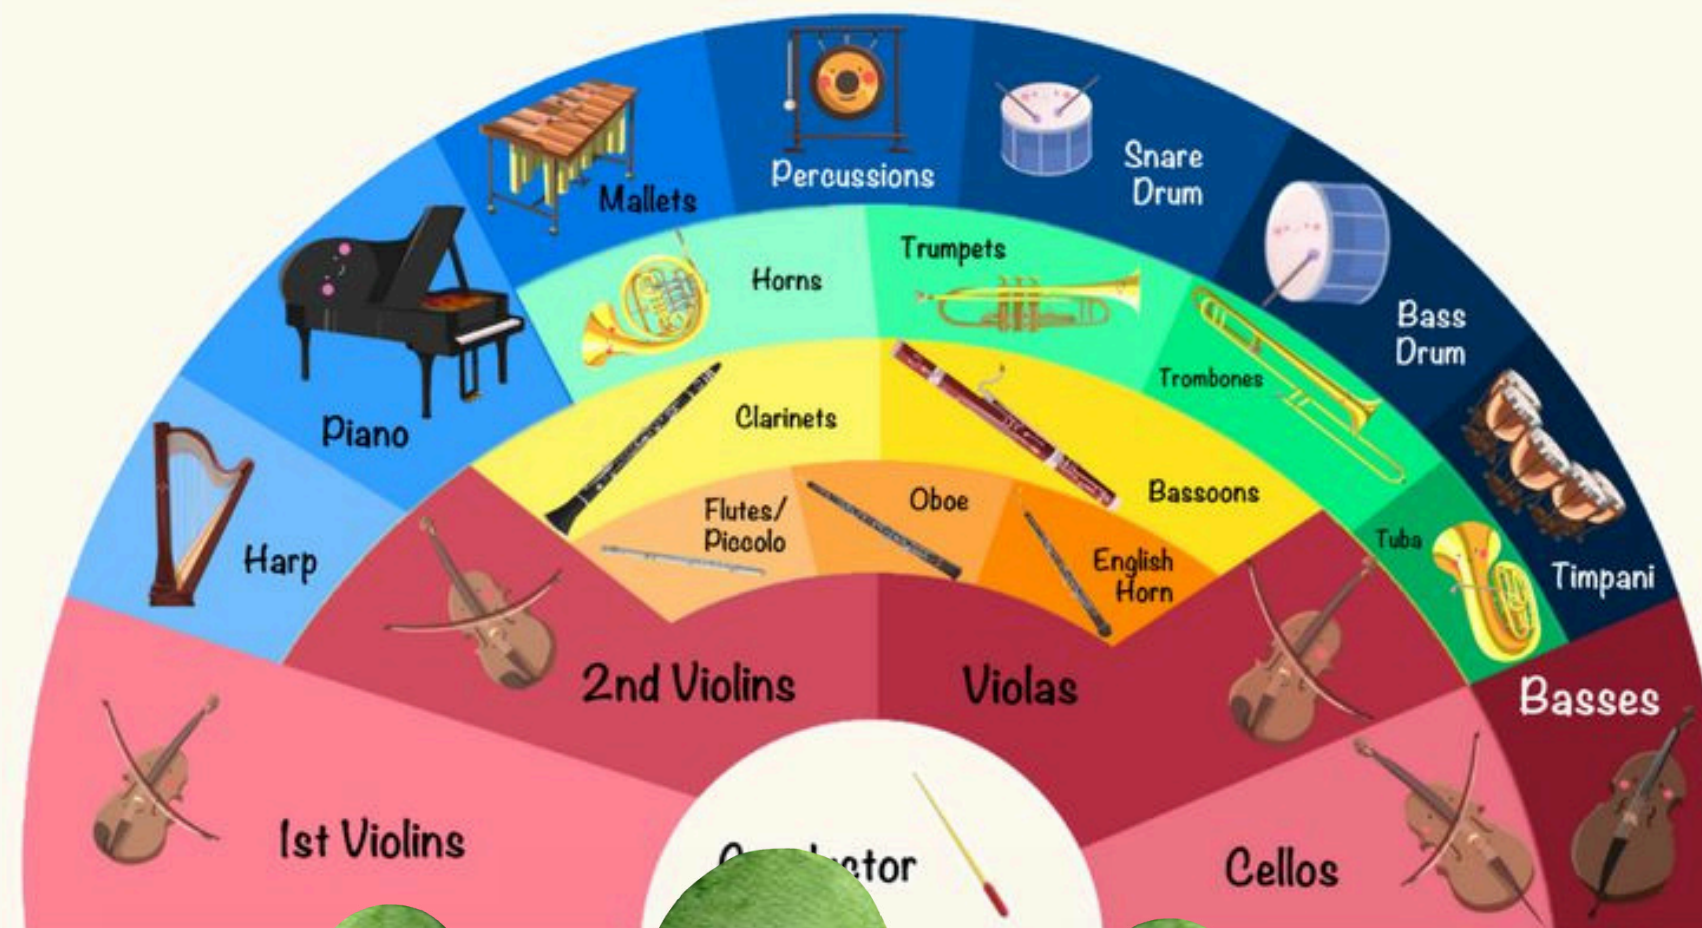 Percussions
Snare
Drum
Mallets
Trumpets
Horns
Bass
Drum
Trombones
Piano
Clarinets
Bassoons
Flutes/
Piccolo
Oboe
Tuba
Harp
English
Horn
Timpani
2nd Violins
Violas
Basses
1st Violins
Cellos